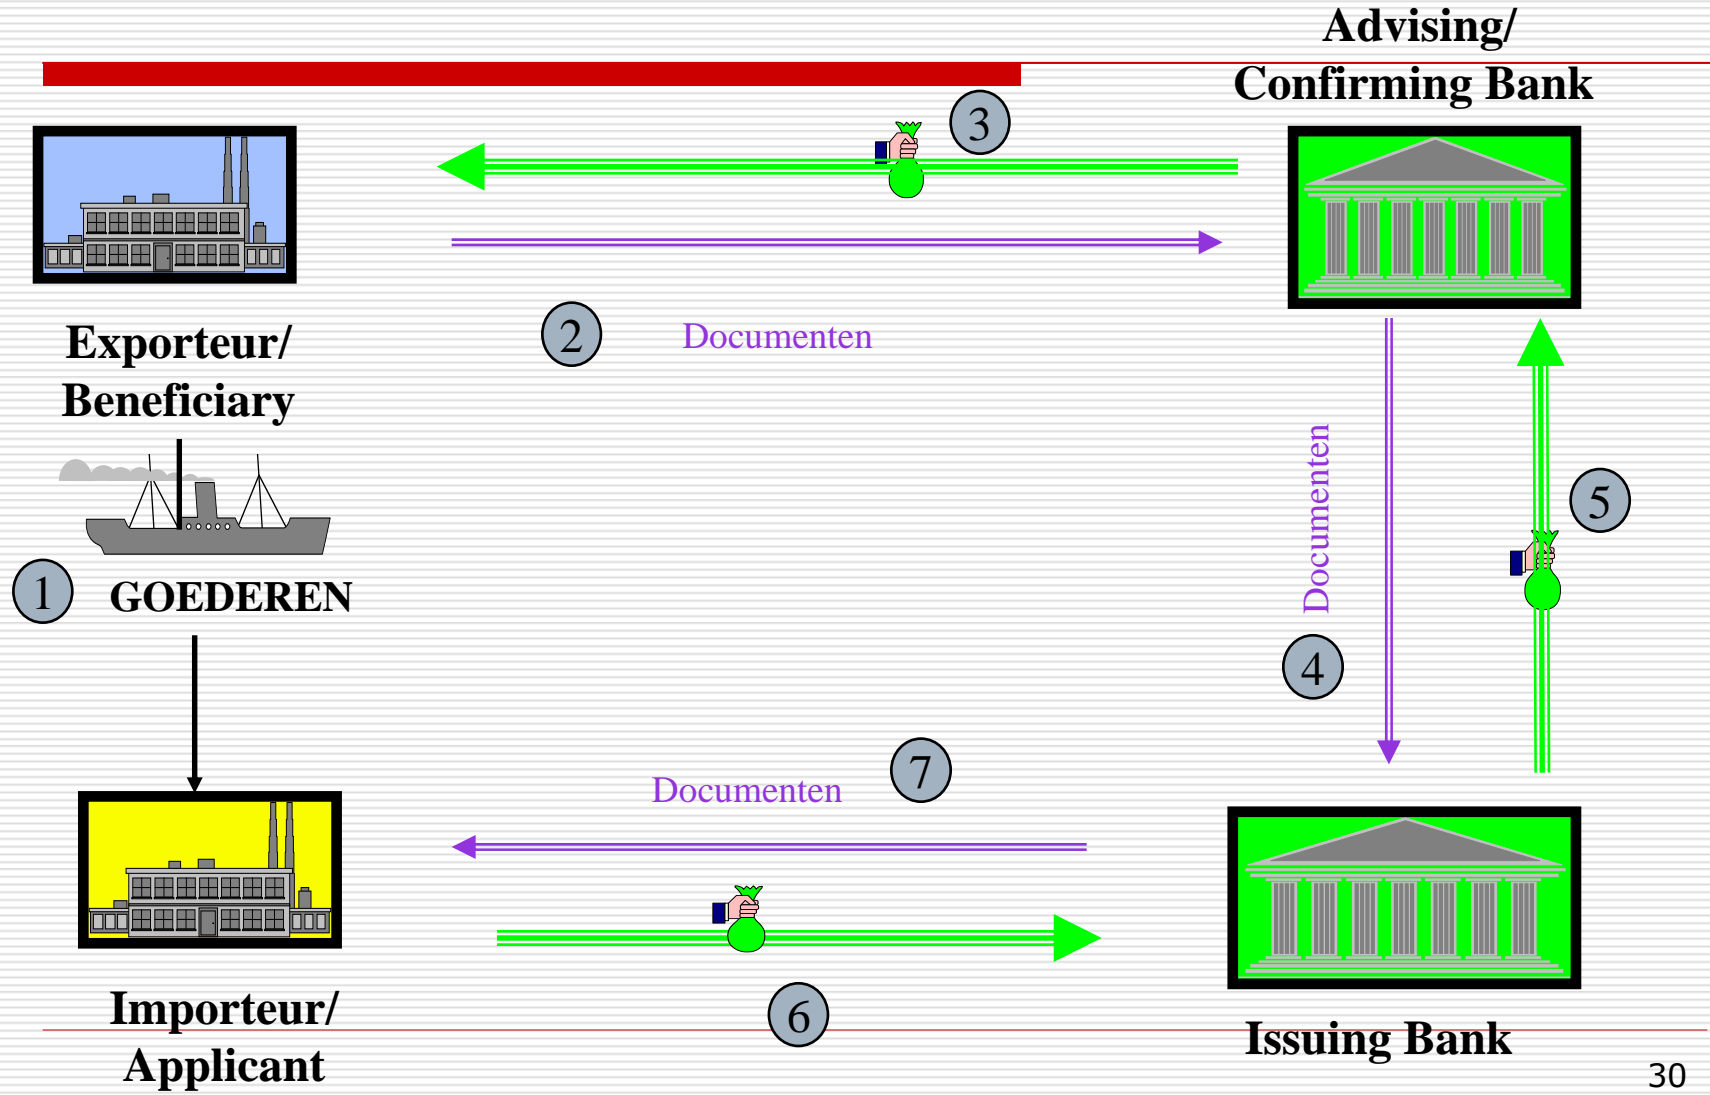 Advising/
Confirming Bank
3
2
Documenten
Exporteur/
Beneficiary
Documenten
5
1
GOEDEREN
4
7
Documenten
6
Importeur/
Applicant
Issuing Bank
30